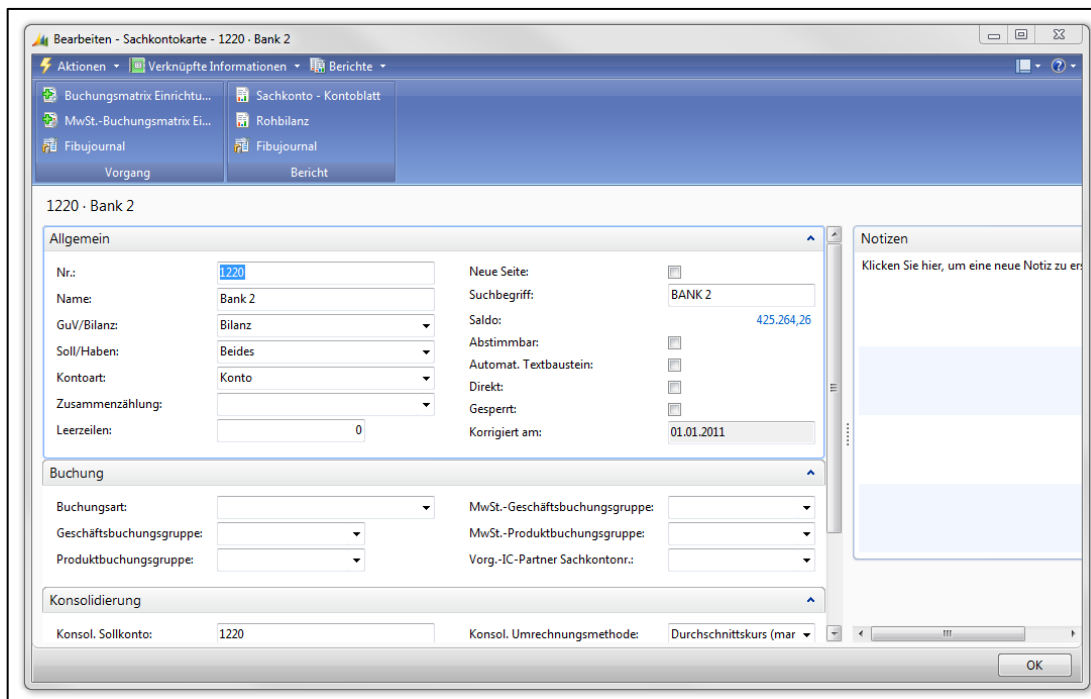 Bearbeiten - Sachkontokarte - 1220 · Bank 2
Aktionen Verknüpfte Informationen Berichte
Buchungsmatrix Einrichtu... Sachkonto - Kontoblatt
MwSt.-Buchungsmatrix Ei... Rohbilanz
Fibujournal Fibujournal
Vorgang Bericht
1220 · Bank 2
Allgemein
Nr.: 1220
Name: Bank 2
GuV/Bilanz: Bilanz
Soll/Haben: Beides
Kontoart: Konto
Zusammenzählung:
Leerzeilen: 0
Neue Seite:
Suchbegriff: BANK 2
Saldo: 425.264,26
Abstimmbar:
Automat. Textbaustein:
Direkt:
Gesperrt:
Korrigiert am: 01.01.2011
Buchung
Buchungsart:
Geschäftsbuchungsgruppe:
Produktbuchungsgruppe:
MwSt.-Geschäftsbuchungsgruppe:
MwSt.-Produktbuchungsgruppe:
Vorg.-IC-Partner Sachkontonr.:
Konsolidierung
Konsol. Sollkonto: 1220
Konsol. Umrechnungsmethode: Durchschnittskurs (mar
Notizen
Klicken Sie hier, um eine neue Notiz zu ers
OK